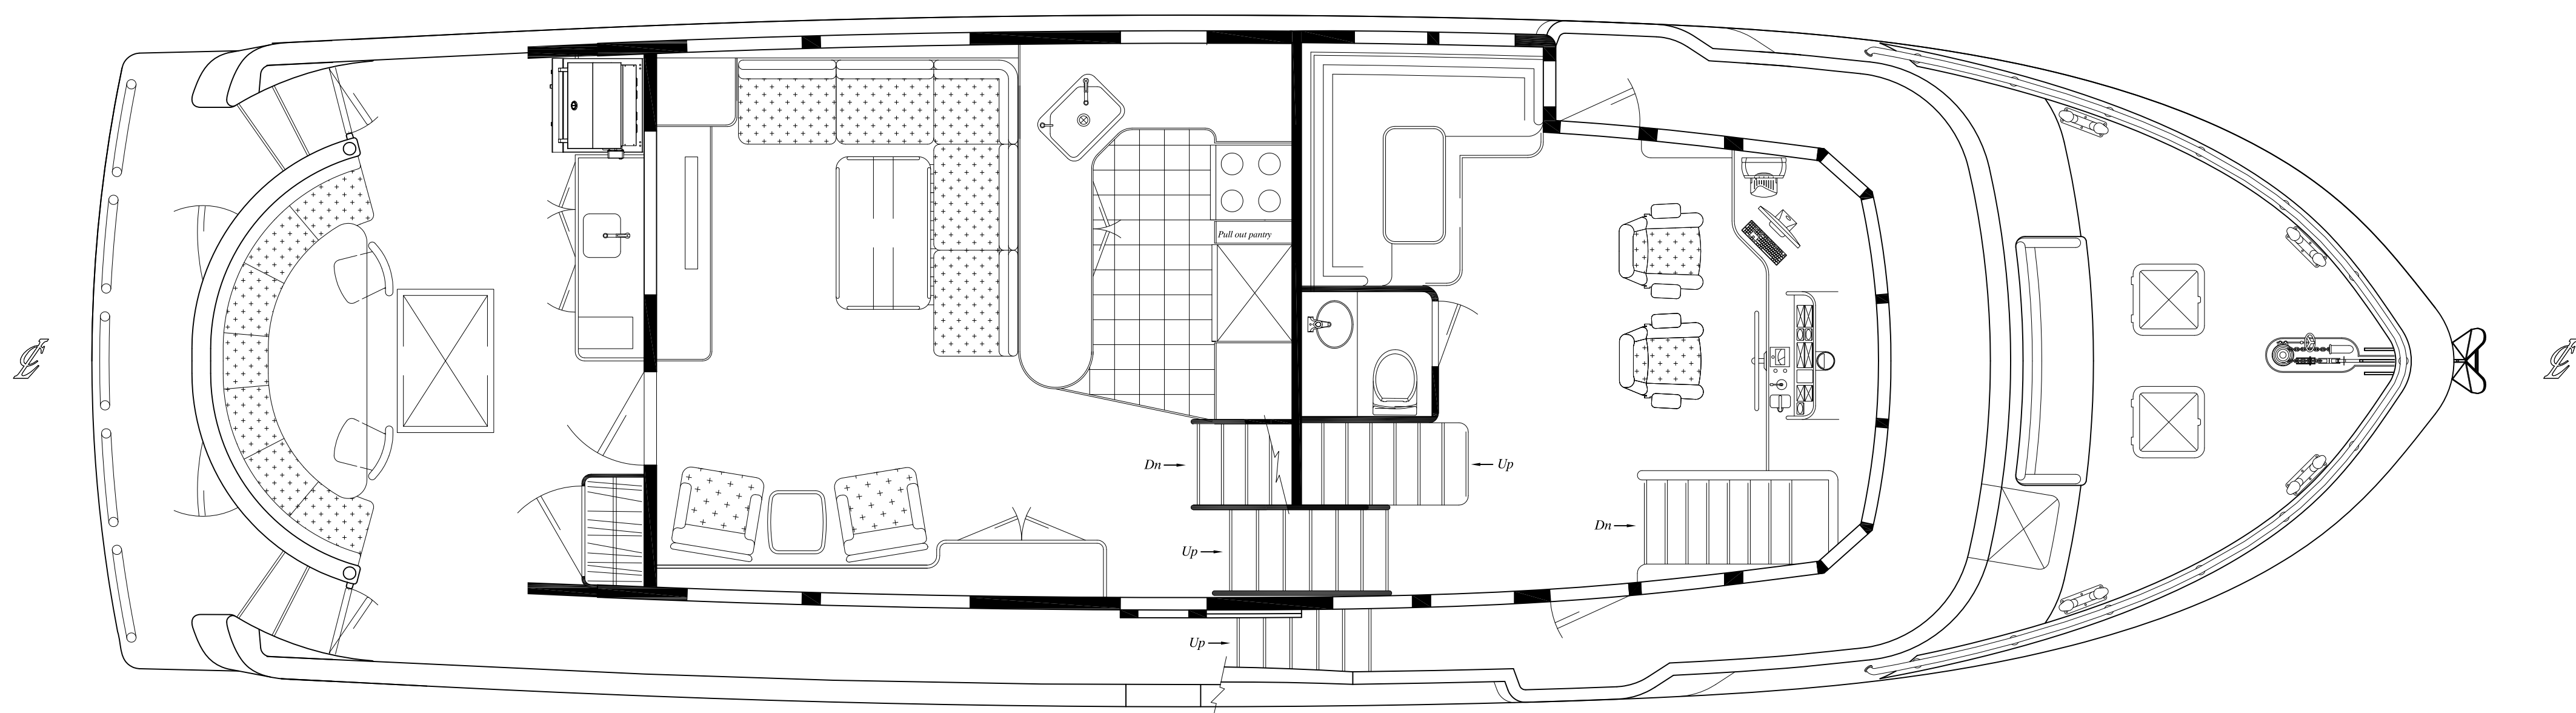 ℄
Pull out pantry
Dn
Up
Dn
Up
Up
℄